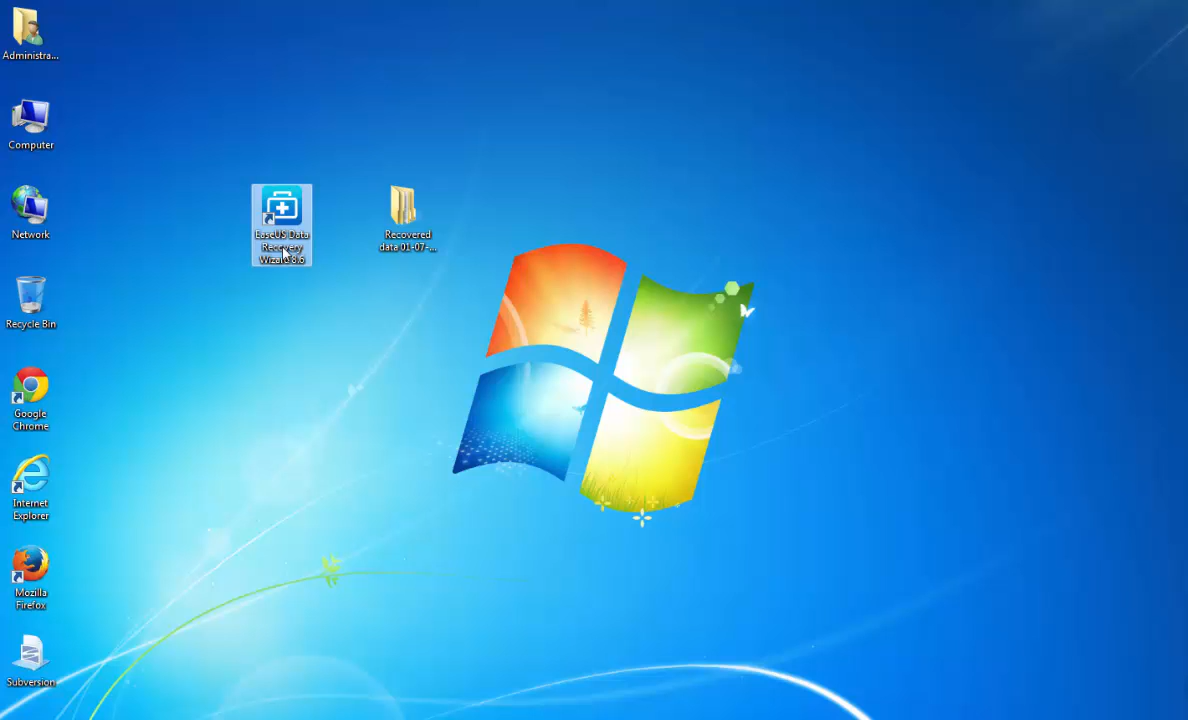 Administra...
Computer
Network
Recycle Bin
Google
Chrome
Internet
Explorer
Mozilla
Firefox
Subversion
EaseUS Data
Recovery
Wizard 8.6
Recovered
data 01-07-...